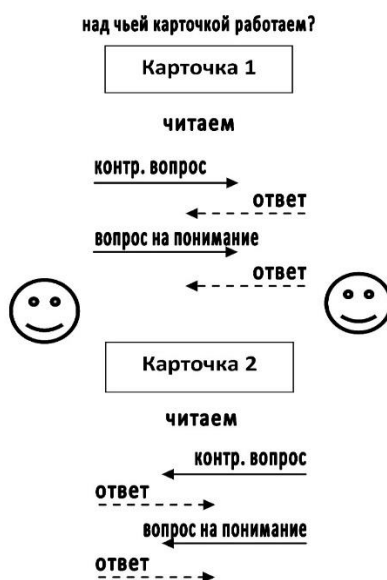 над чьей карточкой работаем?
Карточка 1
читаем
контр. вопрос
ответ
вопрос на понимание
ответ
Карточка 2
читаем
контр. вопрос
ответ
вопрос на понимание
ответ